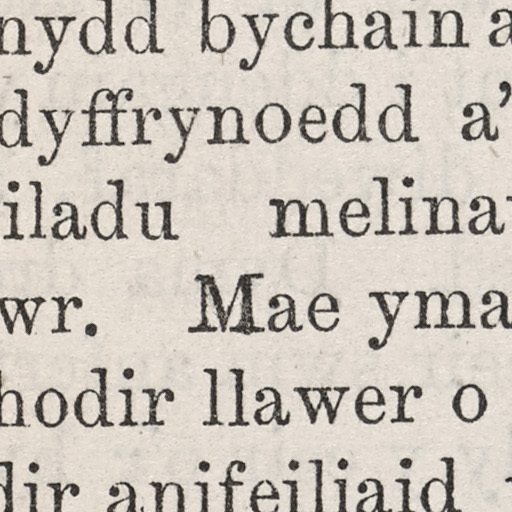 nydd bychain a
dyffrynoedd a'
iladu melina
wr. Mae yma
hodir llawer o
dir anifeiliaid